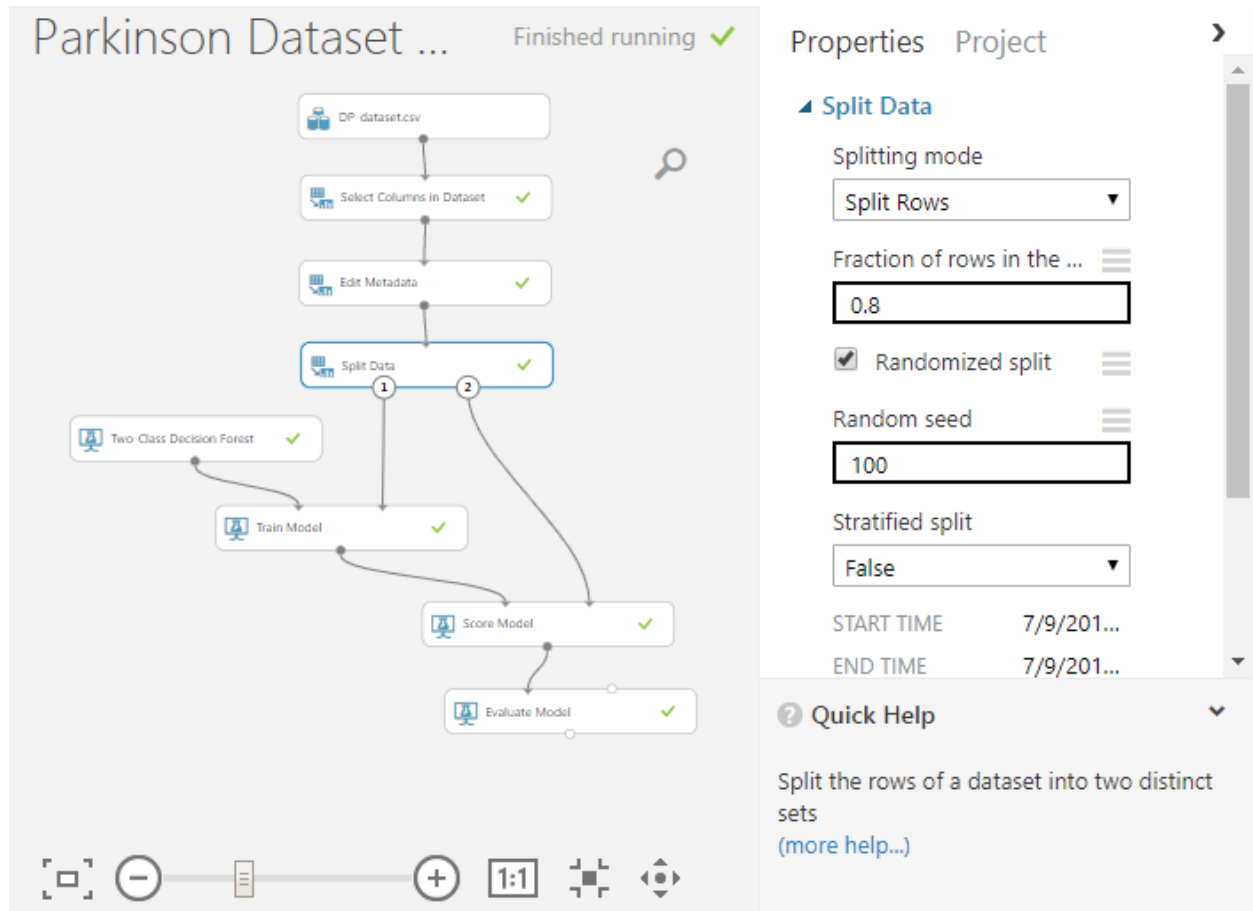 Parkinson Dataset ...
Finished running
DP-dataset.csv
Select Columns in Dataset
Edit Metadata
Split Data
1
2
Two-Class Decision Forest
Train Model
Score Model
Evaluate Model
1:1
Properties Project
Split Data
Splitting mode
Split Rows
Fraction of rows in the ...
0.8
Randomized split
Random seed
100
Stratified split
False
START TIME 7/9/201...
END TIME 7/9/201...
? Quick Help
Split the rows of a dataset into two distinct
sets
(more help...)